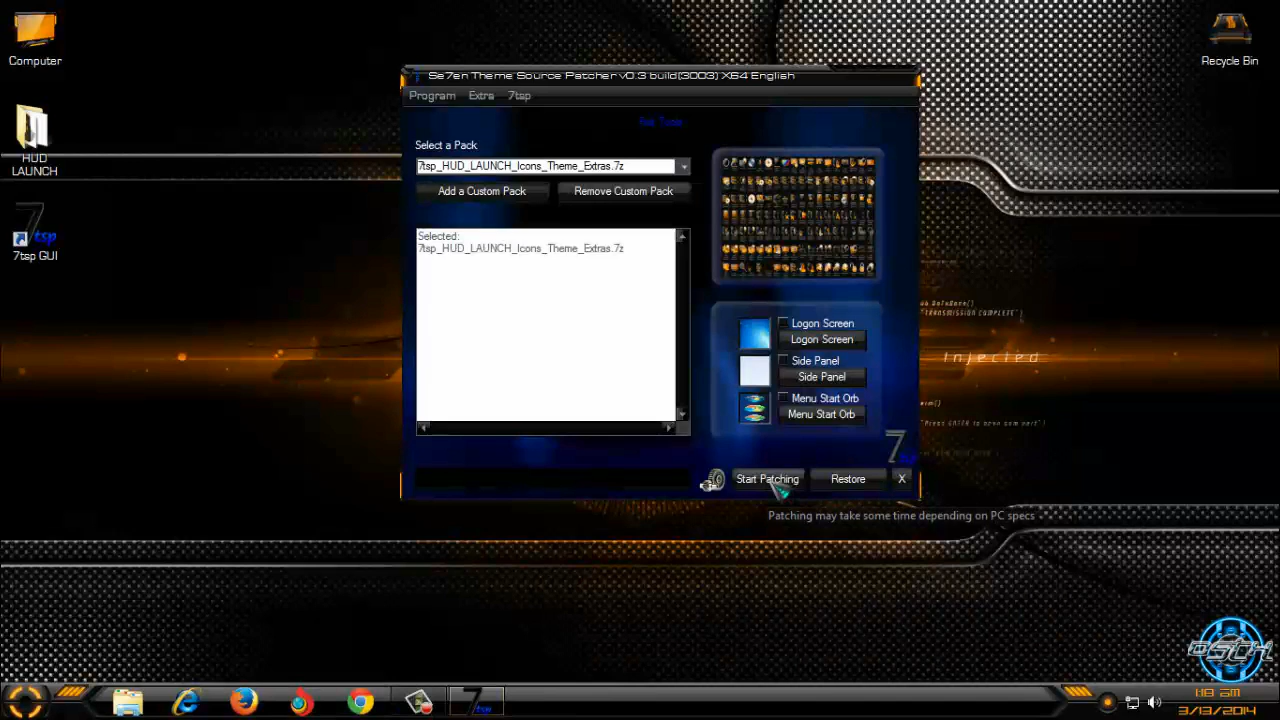 Computer
Recycle Bin
HUD
LAUNCH
7tsp
7tsp GUI
Se7en Theme Source Patcher v0.3 build(3003) X64 English
Program Extra 7tsp
Select a Pack
7tsp_HUD_LAUNCH_Icons_Theme_Extras.7z
Add a Custom Pack Remove Custom Pack
Selected:
7tsp_HUD_LAUNCH_Icons_Theme_Extras.7z
Logon Screen
Logon Screen
Side Panel
Side Panel
Menu Start Orb
Menu Start Orb
Start Patching Restore X
Patching may take some time depending on PC specs
"TRANSMISSION COMPLETE")
Injected
3/13/2014